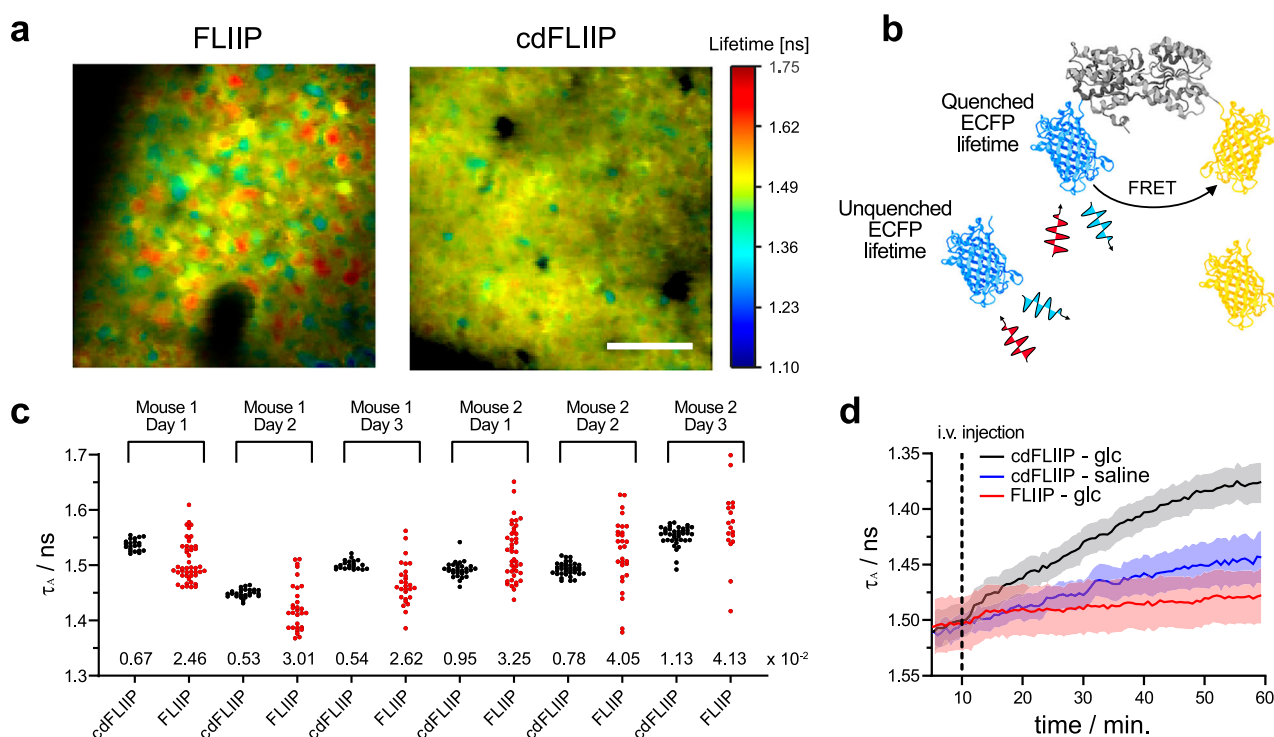 a
FLIIP
cdFLIIP
Lifetime [ns]
1.75
1.62
1.49
1.36
1.23
1.10
b
Quenched
ECFP
lifetime
FRET
Unquenched
ECFP
lifetime
c
Mouse 1
Day 1
Mouse 1
Day 2
Mouse 1
Day 3
Mouse 2
Day 1
Mouse 2
Day 2
Mouse 2
Day 3
τA / ns
1.7
1.6
1.5
1.4
1.3
0.67 2.46 0.53 3.01 0.54 2.62 0.95 3.25 0.78 4.05 1.13 4.13 x 10-2
cdFLIIP FLIIP cdFLIIP FLIIP cdFLIIP FLIIP cdFLIIP FLIIP cdFLIIP FLIIP cdFLIIP FLIIP
d
i.v. injection
cdFLIIP - glc
cdFLIIP - saline
FLIIP - glc
τA / ns
1.35
1.40
1.45
1.50
1.55
10 20 30 40 50 60
time / min.